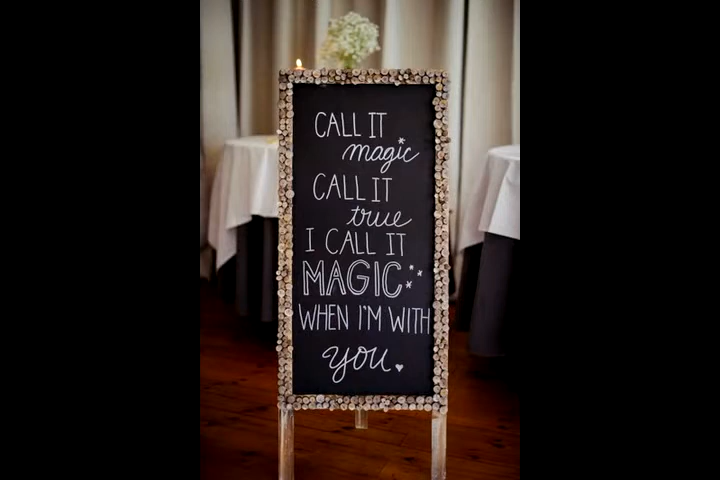 CALL IT
magic
CALL IT
true
I CALL IT
MAGIC
WHEN I'M WITH
you.